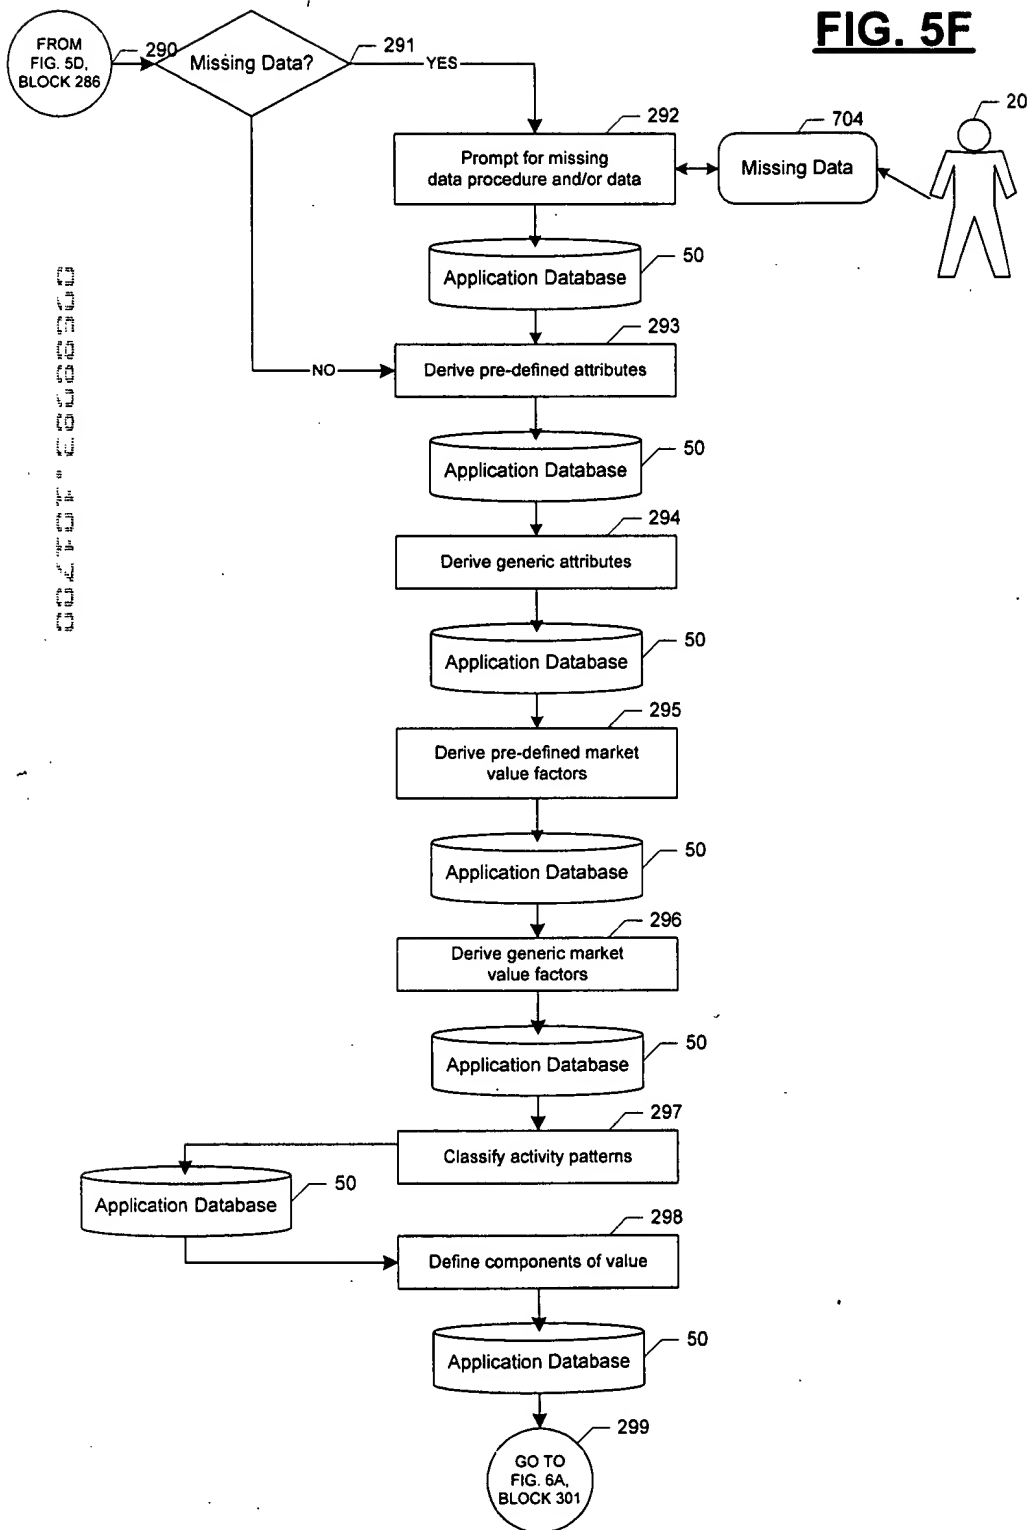 FIG. 5F
FROM
FIG. 5D,
BLOCK 286
290
Missing Data?
291
YES
292
Prompt for missing
data procedure and/or data
704
Missing Data
20
50
Application Database
293
NO
Derive pre-defined attributes
50
Application Database
294
Derive generic attributes
50
Application Database
295
Derive pre-defined market
value factors
50
Application Database
296
Derive generic market
value factors
50
Application Database
297
Classify activity patterns
50
Application Database
298
Define components of value
50
Application Database
299
GO TO
FIG. 6A,
BLOCK 301